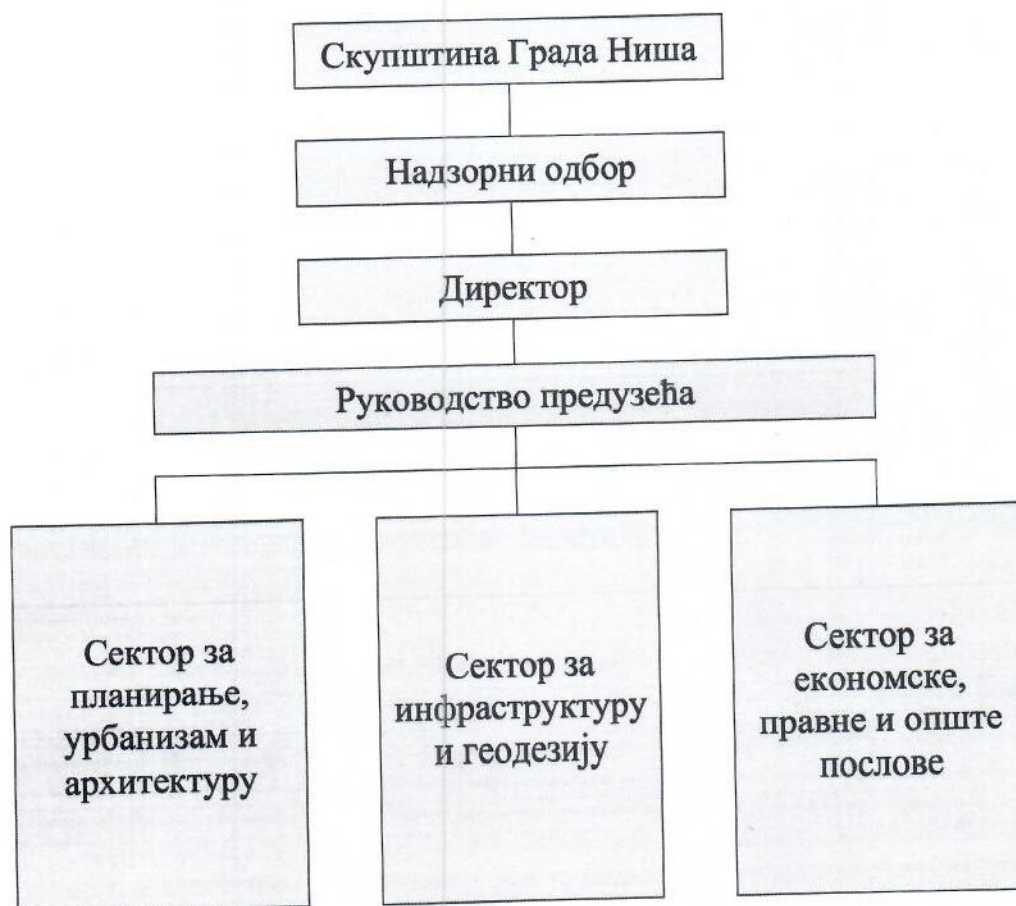 Скупштина Града Ниша
Надзорни одбор
Директор
Руководство предузећа
Сектор за
планирање,
урбанизам и
архитектуру
Сектор за
инфраструктуру
и геодезију
Сектор за
економске,
правне и опште
послове